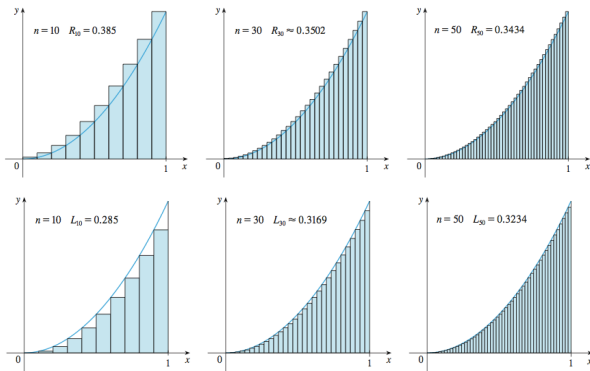 y
n = 10 R₁₀ = 0.385
0 1 x
y
n = 30 R₃₀ ≈ 0.3502
0 1 x
y
n = 50 R₅₀ = 0.3434
0 1 x
y
n = 10 L₁₀ = 0.285
0 1 x
y
n = 30 L₃₀ ≈ 0.3169
0 1 x
y
n = 50 L₅₀ = 0.3234
0 1 x